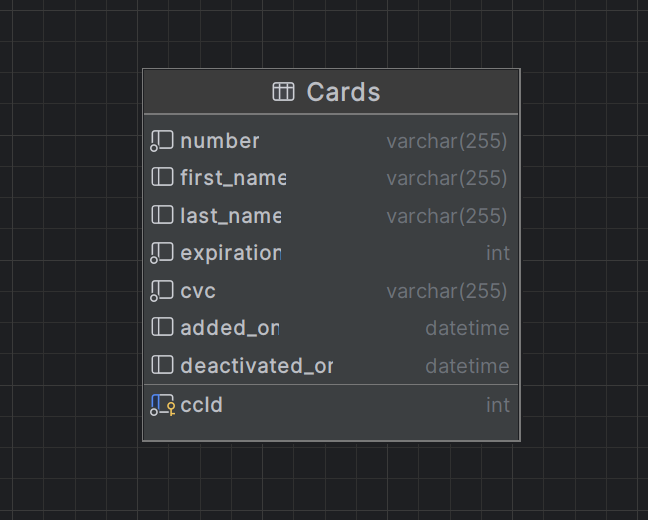 Cards
number varchar(255)
first_name varchar(255)
last_name varchar(255)
expiration int
cvc varchar(255)
added_on datetime
deactivated_on datetime
ccId int